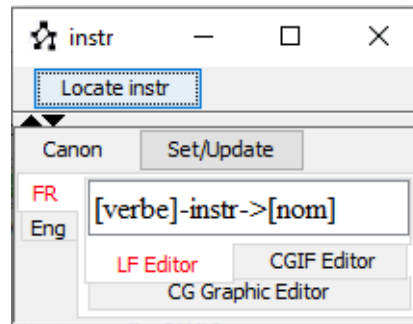 instr
Locate instr
Canon Set/Update
FR
Eng
[verbe]-instr->[nom]
LF Editor CGIF Editor
CG Graphic Editor